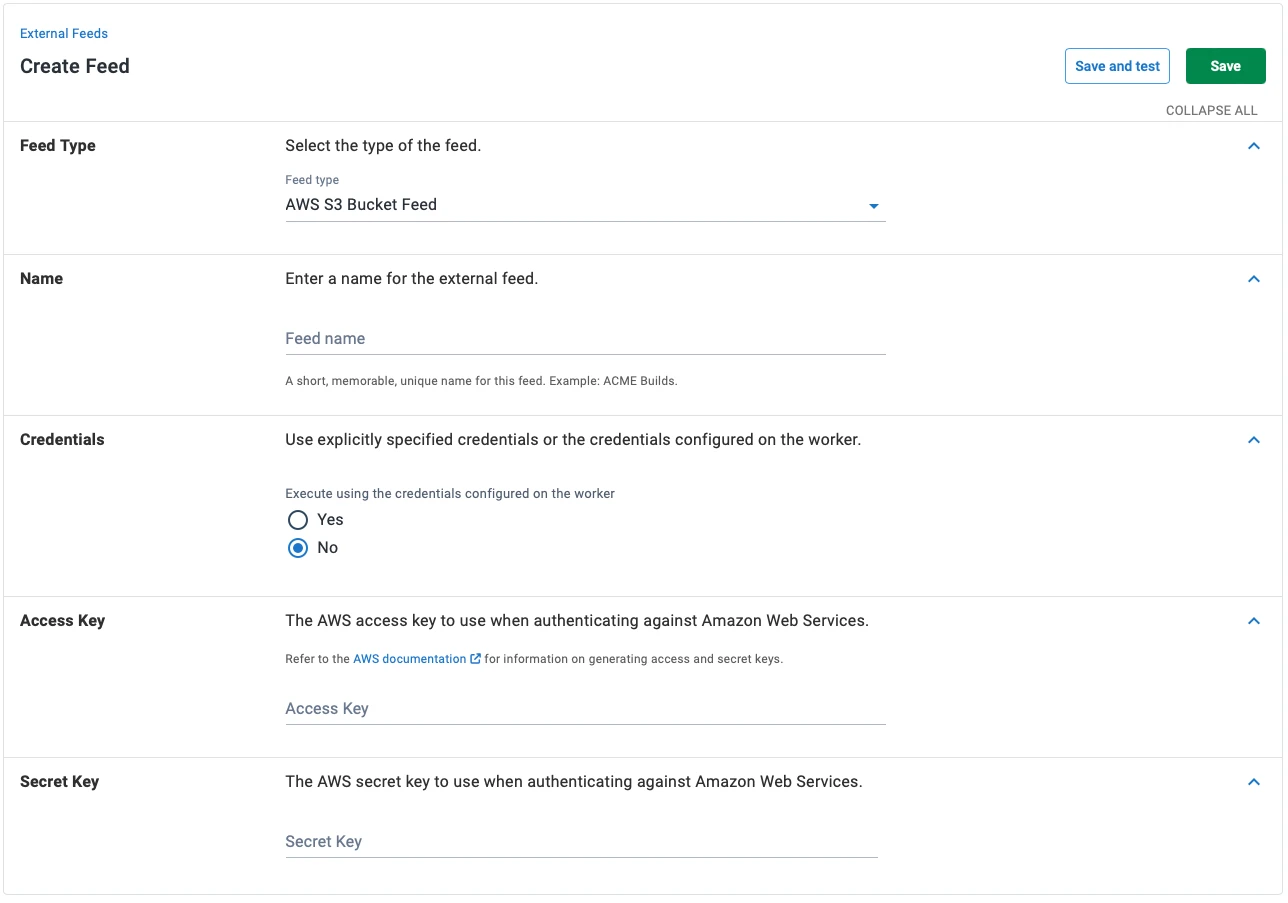 External Feeds
Create Feed
Save and test
Save
COLLAPSE ALL
Feed Type
Select the type of the feed.
Feed type
AWS S3 Bucket Feed
Name
Enter a name for the external feed.
Feed name
A short, memorable, unique name for this feed. Example: ACME Builds.
Credentials
Use explicitly specified credentials or the credentials configured on the worker.
Execute using the credentials configured on the worker
Yes
No
Access Key
The AWS access key to use when authenticating against Amazon Web Services.
Refer to the AWS documentation for information on generating access and secret keys.
Access Key
Secret Key
The AWS secret key to use when authenticating against Amazon Web Services.
Secret Key